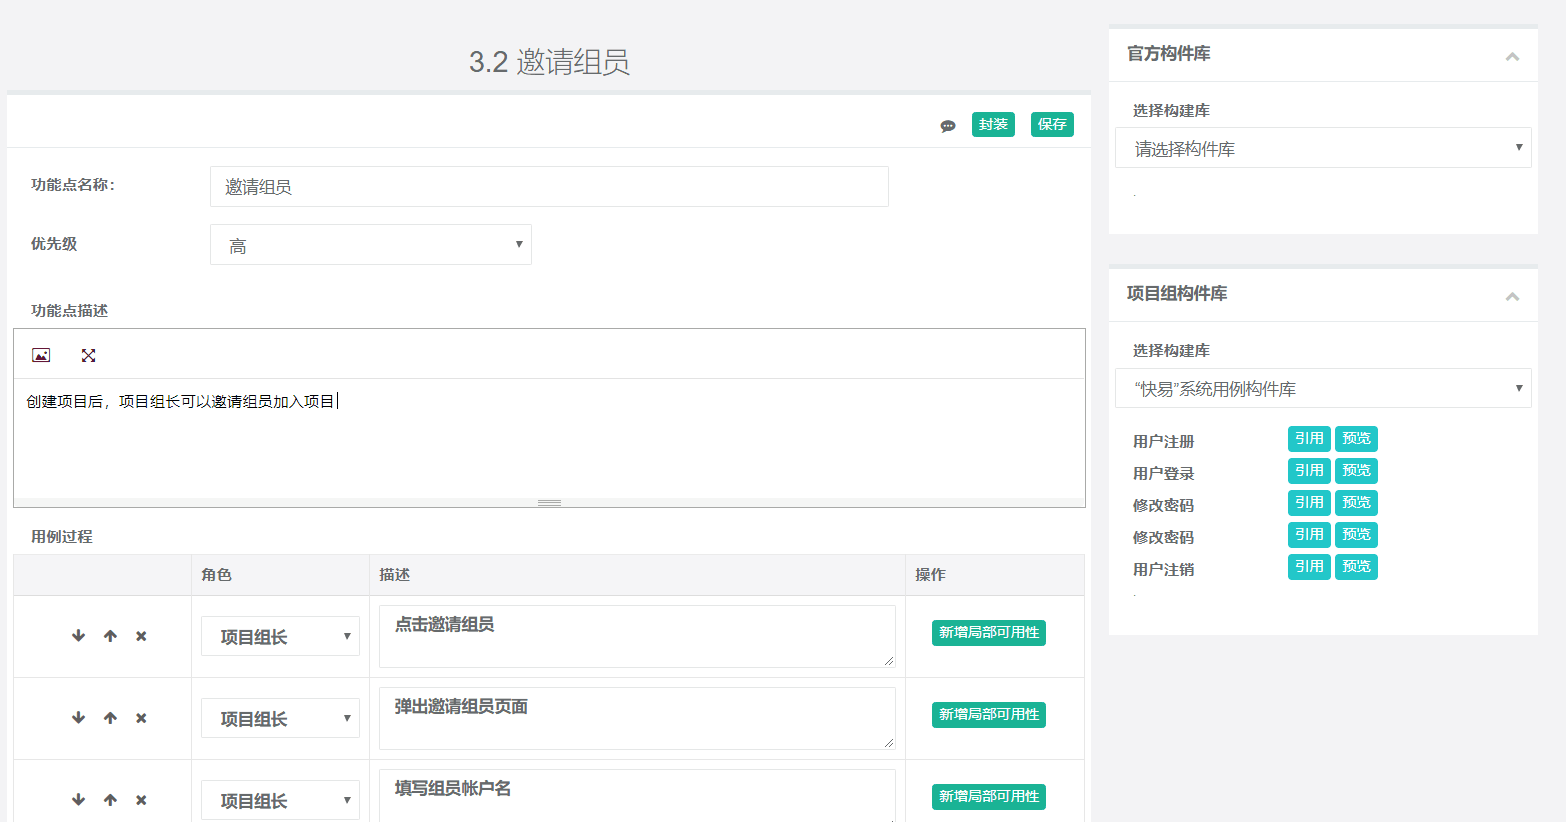 3.2 邀请组员
封装 保存
功能点名称: 邀请组员
优先级 高
功能点描述
创建项目后，项目组长可以邀请组员加入项目
用例过程
角色 描述 操作
项目组长 点击邀请组员 新增局部可用性
项目组长 弹出邀请组员页面 新增局部可用性
项目组长 填写组员帐户名 新增局部可用性
官方构件库
选择构建库
请选择构件库
.
项目组构件库
选择构建库
“快易”系统用例构件库
用户注册 引用 预览
用户登录 引用 预览
修改密码 引用 预览
修改密码 引用 预览
用户注销 引用 预览
.